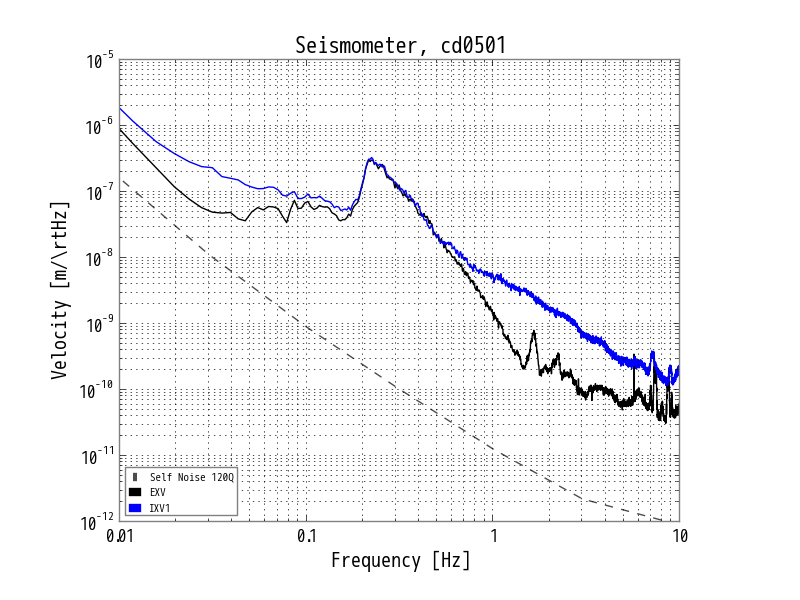 Seismometer, cd0501
10-5
10-6
10-7
10-8
10-9
10-10
10-11
10-12
Velocity [m/\rtHz]
Self Noise 120Q
EXV
IXV1
0.01 0.1 1 10
Frequency [Hz]